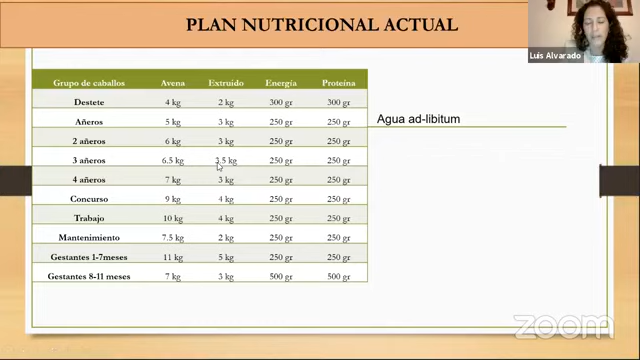 PLAN NUTRICIONAL ACTUAL
Luis Alvarado
Grupo de caballos Avena Extruido Energía Proteína
Destete 4 kg 2 kg 300 gr 300 gr
Añeros 5 kg 3 kg 250 gr 250 gr
2 añeros 6 kg 3 kg 250 gr 250 gr
3 añeros 6.5 kg 3.5 kg 250 gr 250 gr
4 añeros 7 kg 3 kg 250 gr 250 gr
Concurso 9 kg 4 kg 250 gr 250 gr
Trabajo 10 kg 4 kg 250 gr 250 gr
Mantenimiento 7.5 kg 2 kg 250 gr 250 gr
Gestantes 1-7meses 11 kg 5 kg 250 gr 250 gr
Gestantes 8-11 meses 7 kg 3 kg 500 gr 500 gr
Agua ad-libitum
zoom